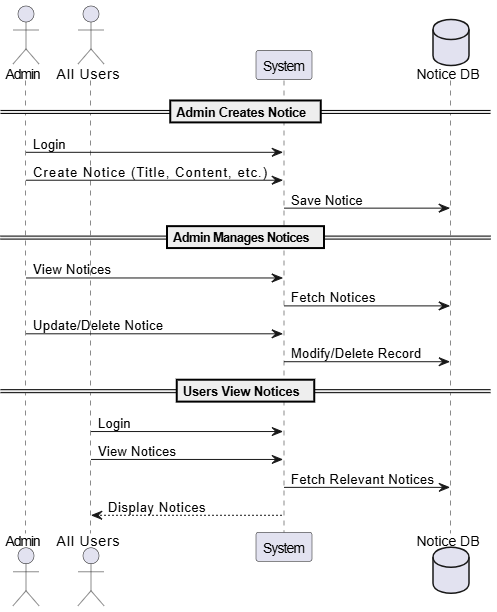 Admin
All Users
System
Notice DB
Admin Creates Notice
Login
Create Notice (Title, Content, etc.)
Save Notice
Admin Manages Notices
View Notices
Fetch Notices
Update/Delete Notice
Modify/Delete Record
Users View Notices
Login
View Notices
Fetch Relevant Notices
Display Notices
Admin
All Users
System
Notice DB